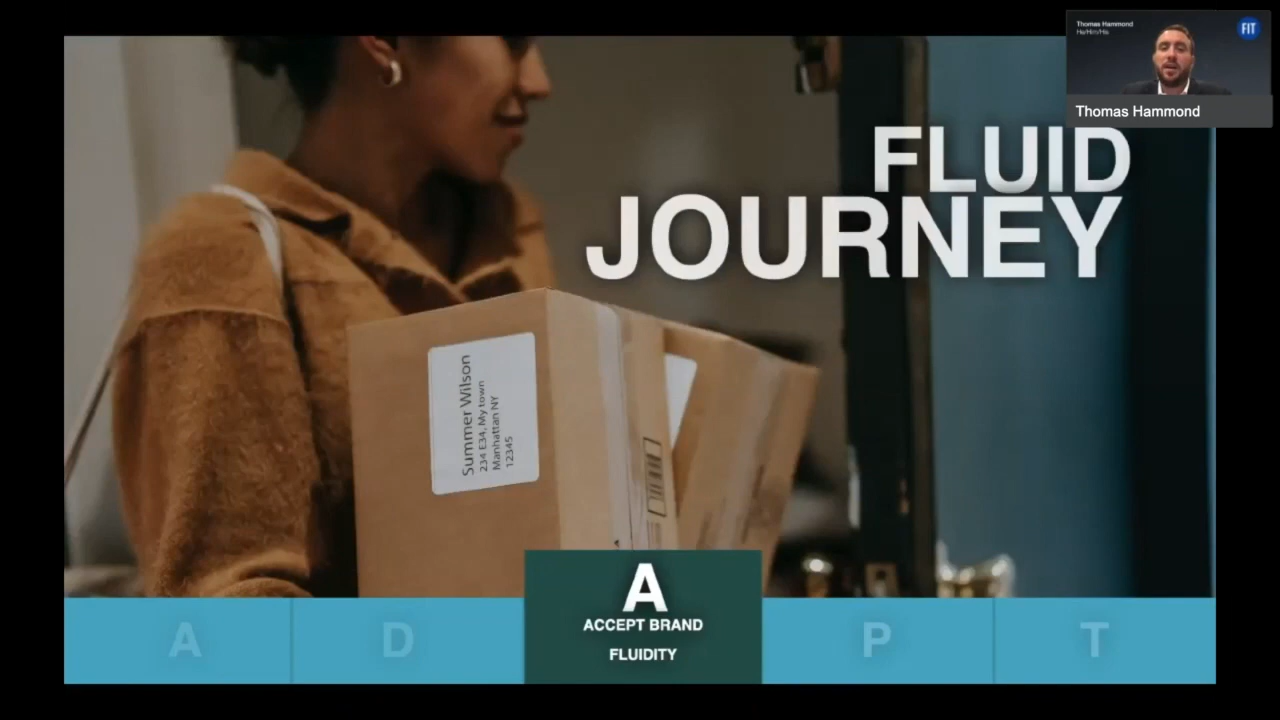 Thomas Hammond
He/Him/His
FIT
Thomas Hammond
FLUID
JOURNEY
Summer Wilson
234 E34, My town
Manhattan NY
12345
A
D
A
ACCEPT BRAND
FLUIDITY
P
T